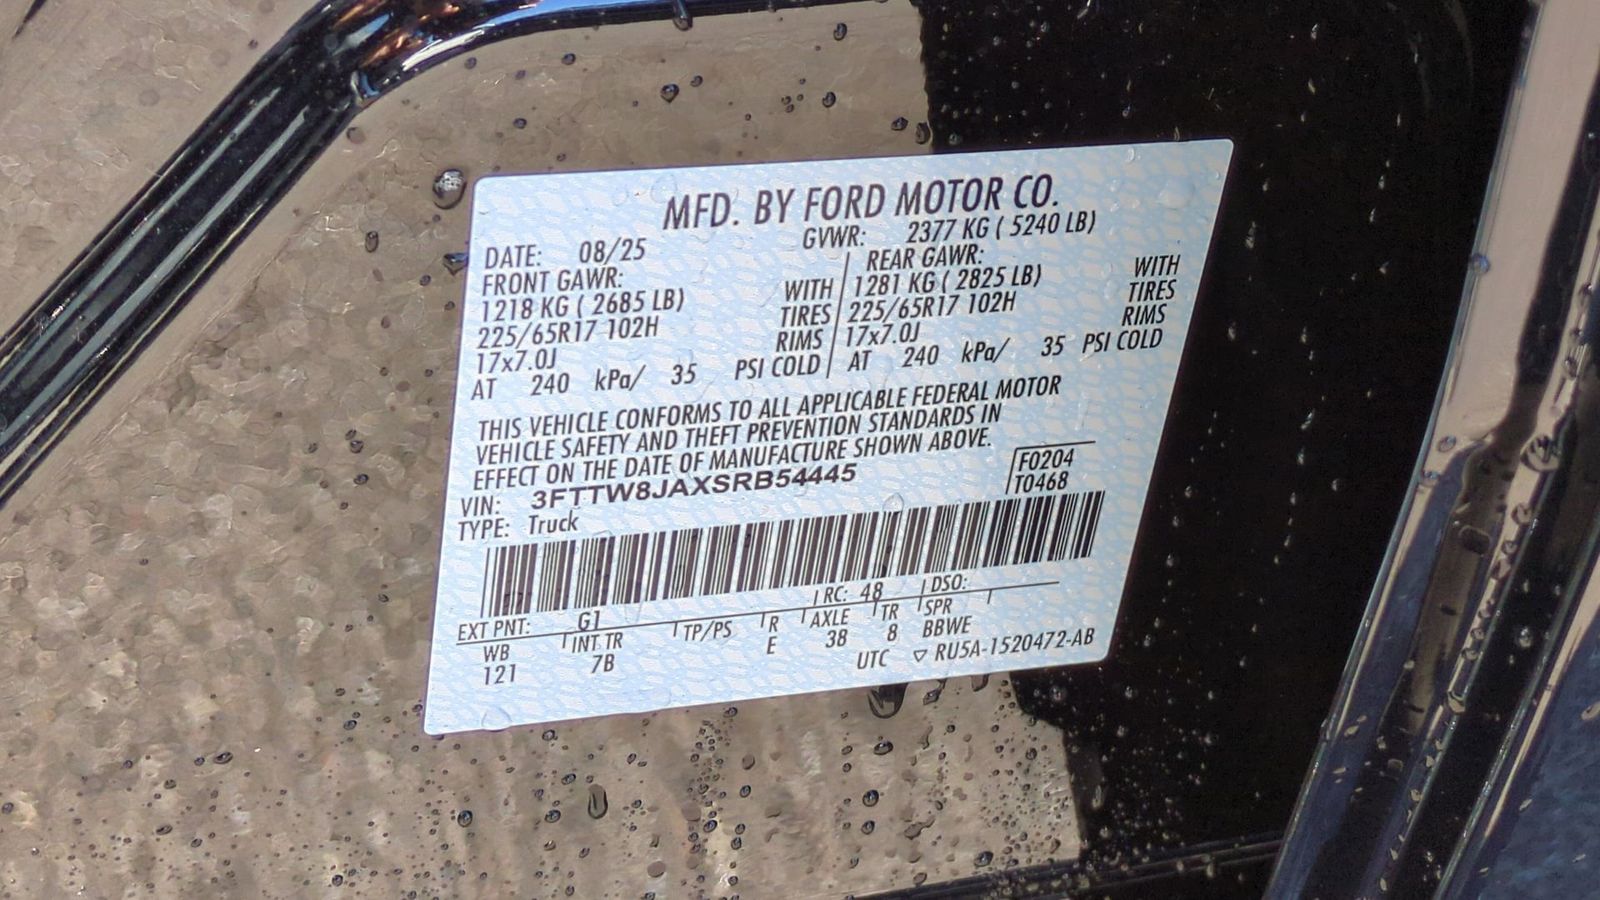 MFD. BY FORD MOTOR CO.
DATE: 08/25 GVWR: 2377 KG ( 5240 LB)
FRONT GAWR: REAR GAWR:
1218 KG ( 2685 LB) WITH 1281 KG ( 2825 LB) WITH
225/65R17 102H TIRES 225/65R17 102H TIRES
17x7.0J RIMS 17x7.0J RIMS
AT 240 kPa/ 35 PSI COLD AT 240 kPa/ 35 PSI COLD
THIS VEHICLE CONFORMS TO ALL APPLICABLE FEDERAL MOTOR
VEHICLE SAFETY AND THEFT PREVENTION STANDARDS IN
EFFECT ON THE DATE OF MANUFACTURE SHOWN ABOVE.
VIN: 3FTTW8JAXSRB54445 F0204
TYPE: Truck T0468
EXT PNT: G1 RC: 48 DSO:
WB INT TR TP/PS R AXLE TR SPR
121 7B E 38 8 BBWE
UTC ▽ RU5A-1520472-AB